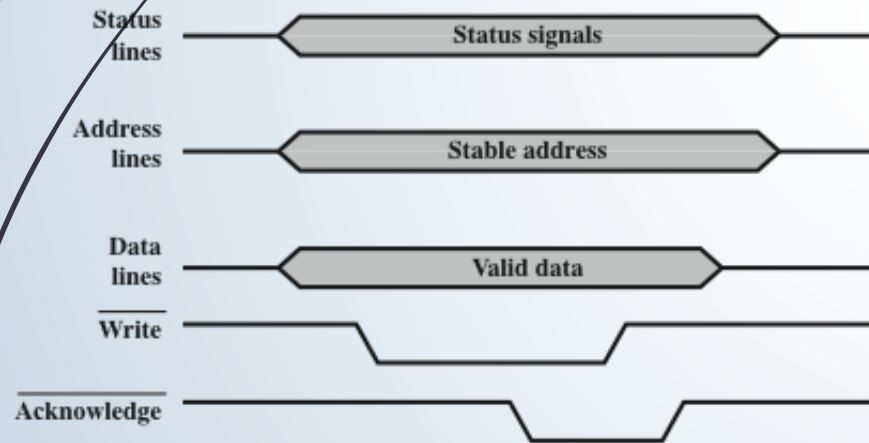 Status
lines
Status signals
Address
lines
Stable address
Data
lines
Valid data
Write
Acknowledge